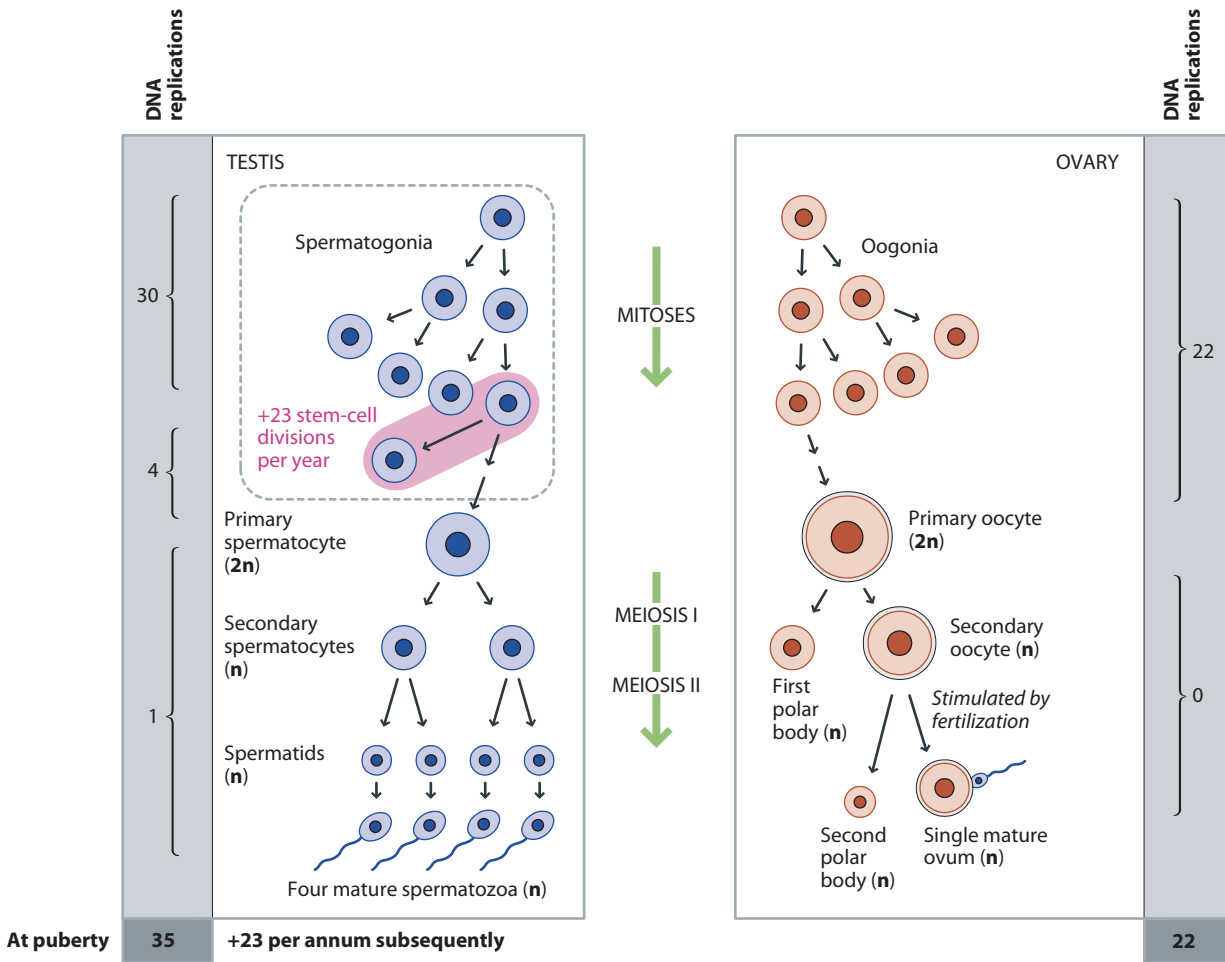 DNA
replications
DNA
replications
TESTIS
OVARY
Spermatogonia
Oogonia
30
MITOSES
22
+23 stem-cell
divisions
per year
4
Primary
spermatocyte
(2n)
Primary oocyte
(2n)
MEIOSIS I
Secondary
spermatocytes
(n)
Secondary
oocyte (n)
MEIOSIS II
First
polar
body (n)
Stimulated by
fertilization
0
1
Spermatids
(n)
Second
polar
body (n)
Single mature
ovum (n)
Four mature spermatozoa (n)
At puberty
35
+23 per annum subsequently
22